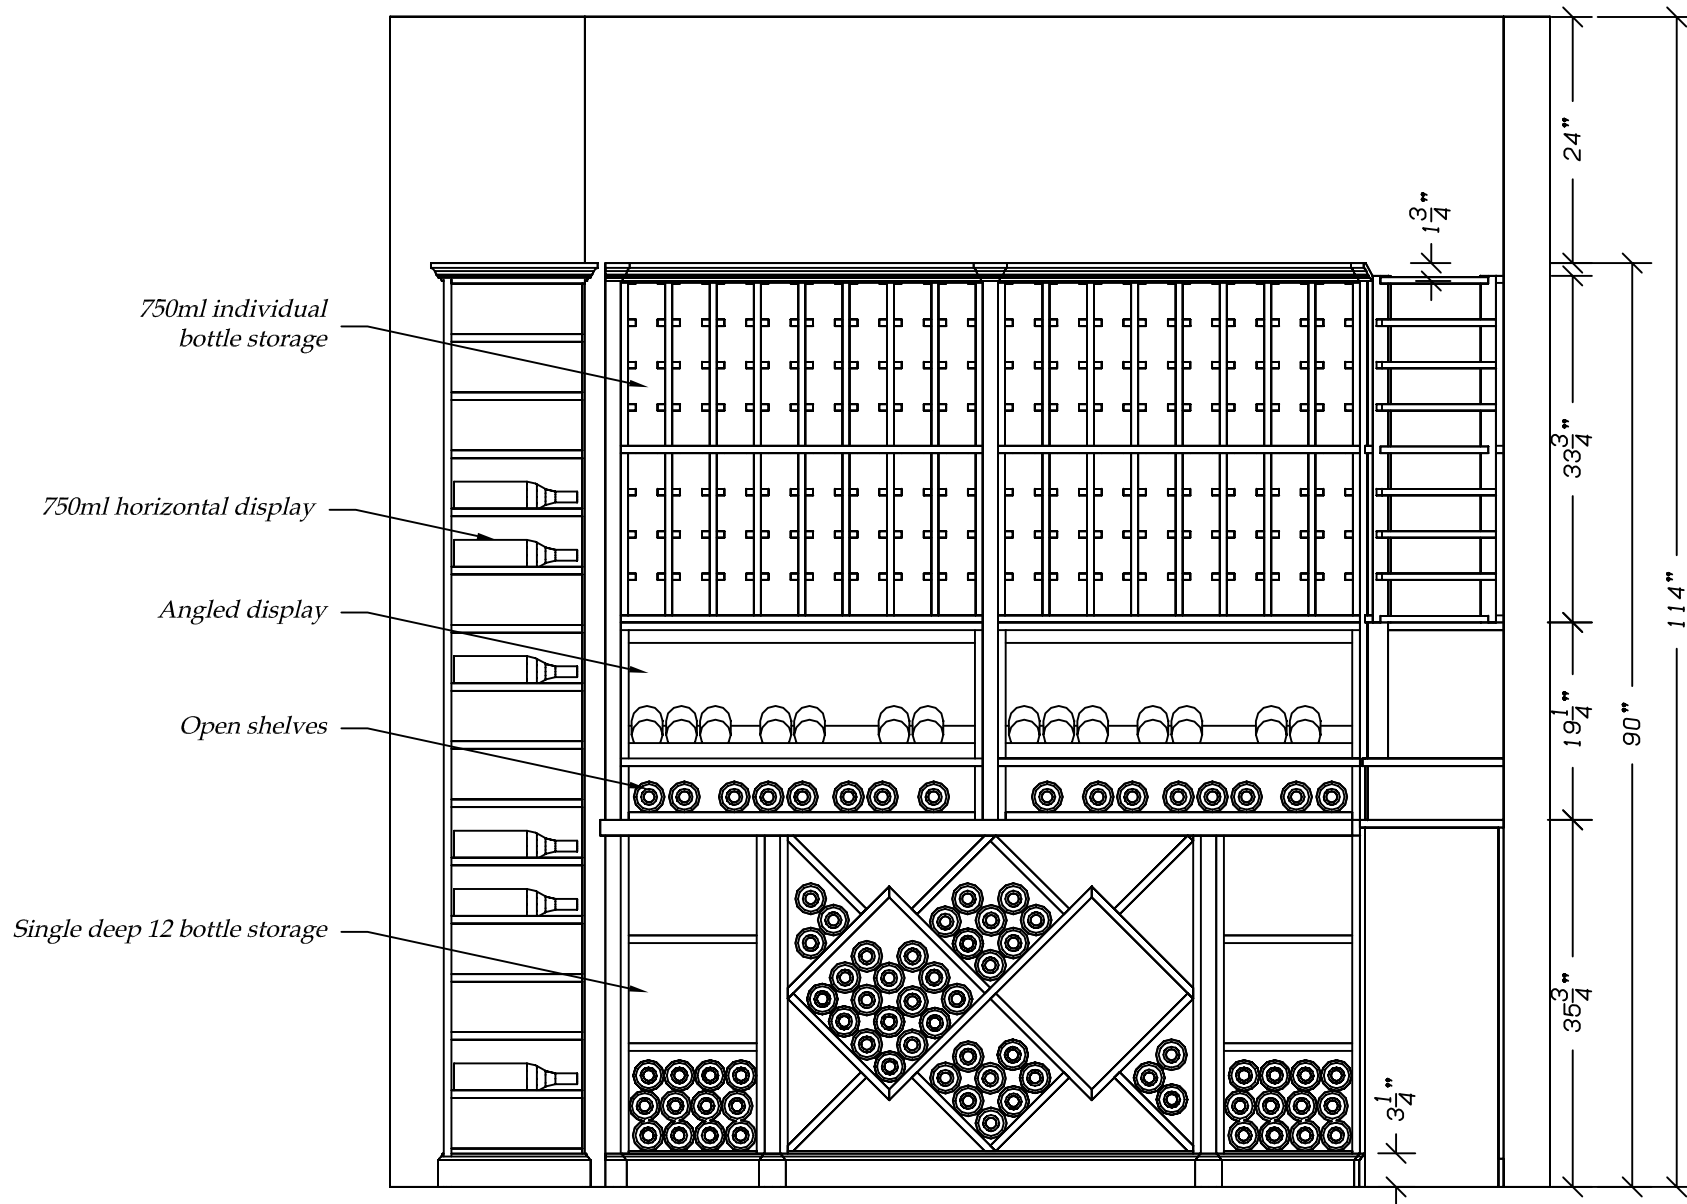 750ml individual
bottle storage
750ml horizontal display
Angled display
Open shelves
Single deep 12 bottle storage
24"
1 3/4"
33 3/4"
19 1/4"
35 3/4"
3 1/4"
90"
114"